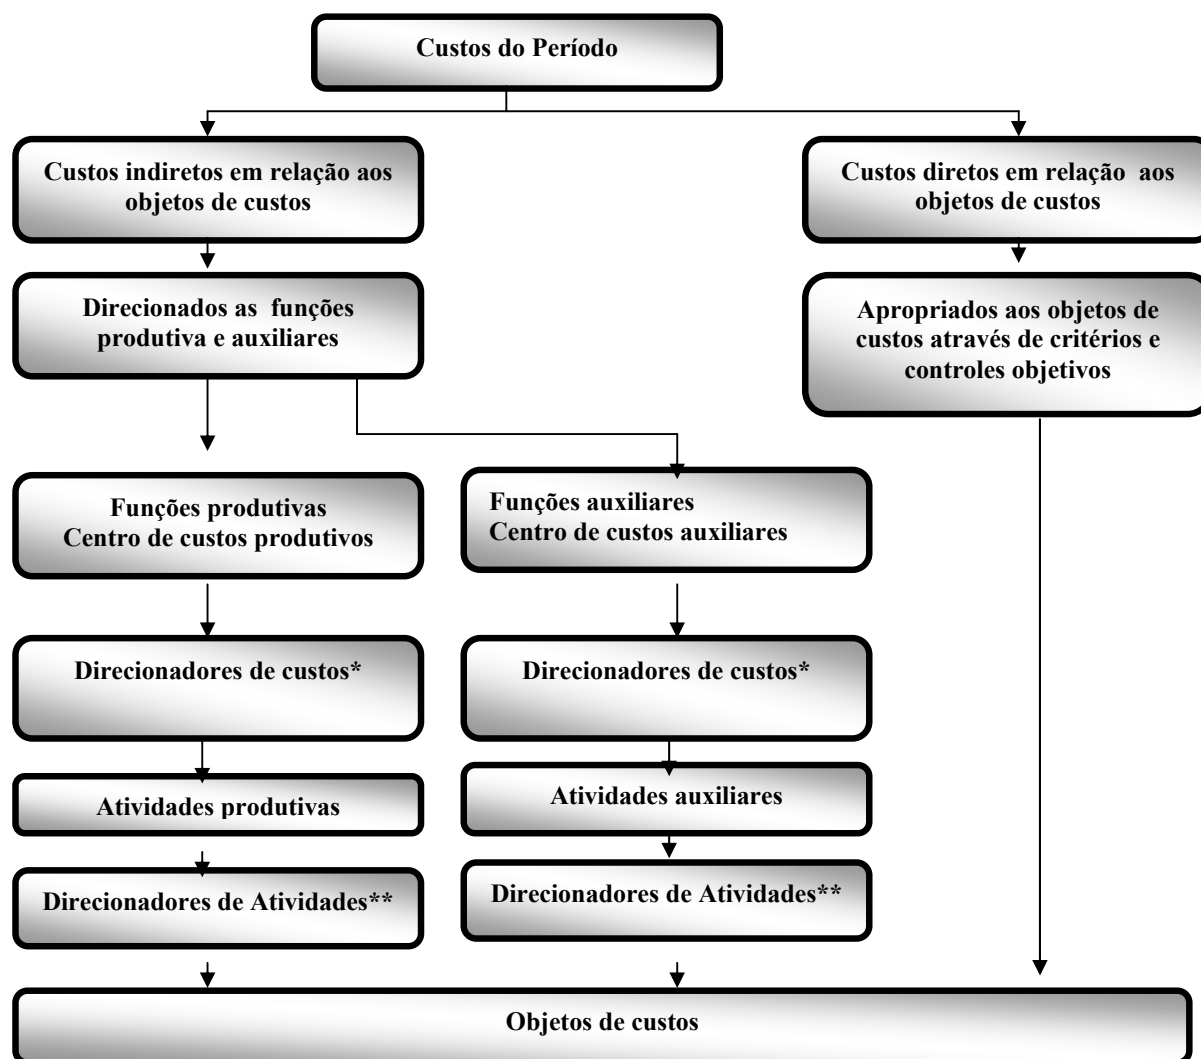 Custos do Período
Custos indiretos em relação aos
objetos de custos
Custos diretos em relação  aos
objetos de custos
Direcionados as  funções
produtiva e auxiliares
Apropriados aos objetos de
custos através de critérios e
controles objetivos
Funções produtivas
Centro de custos produtivos
Funções auxiliares
Centro de custos auxiliares
Direcionadores de custos*
Direcionadores de custos*
Atividades produtivas
Atividades auxiliares
Direcionadores de Atividades**
Direcionadores de Atividades**
Objetos de custos